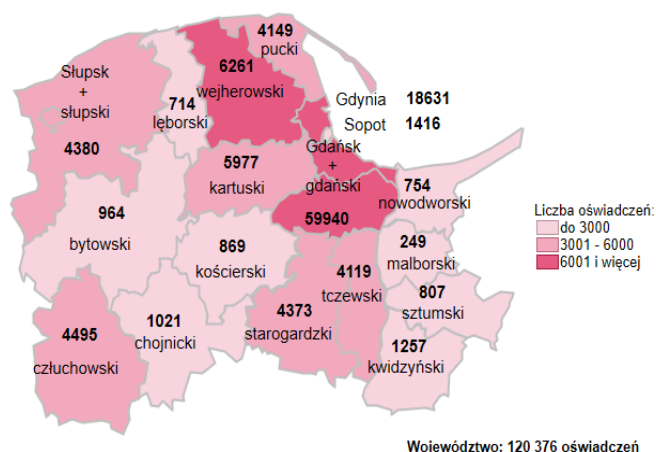 4149
pucki
Słupsk
+
słupski
4380
714
lęborski
6261
wejherowski
Gdynia 18631
Sopot 1416
5977
kartuski
Gdańsk
+
gdański
59940
754
nowodworski
964
bytowski
869
kościerski
249
malborski
4119
tczewski
807
sztumski
4495
człuchowski
1021
chojnicki
4373
starogardzki
1257
kwidzyński
Liczba oświadczeń:
do 3000
3001 - 6000
6001 i więcej
Województwo: 120 376 oświadczeń